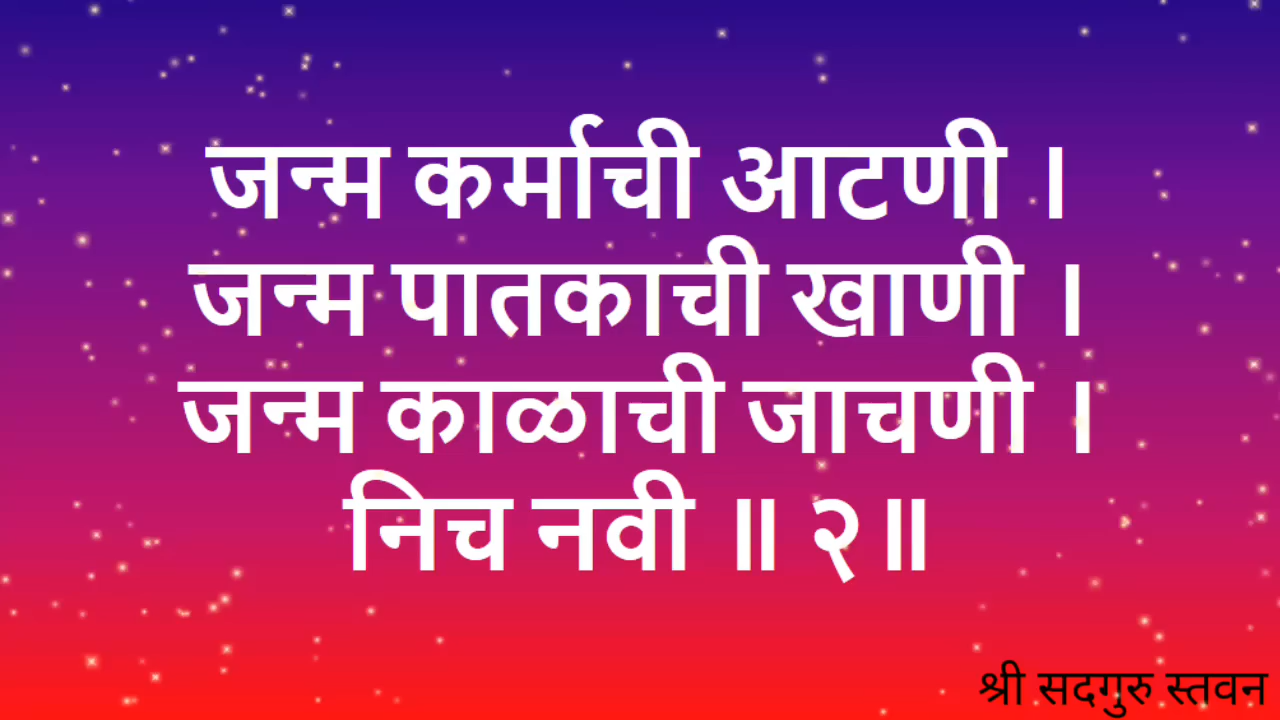 जन्म कर्माची आटणी ।
जन्म पातकाची खाणी ।
जन्म काळाची जाचणी ।
निच नवी ॥ २॥
श्री सदगुरु स्तवन